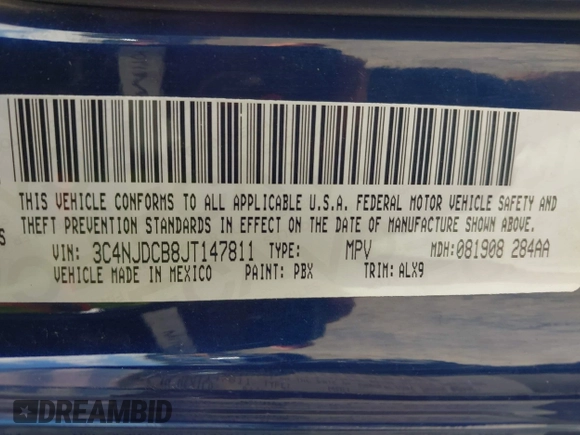 THIS VEHICLE CONFORMS TO ALL APPLICABLE U.S.A. FEDERAL MOTOR VEHICLE SAFETY AND
THEFT PREVENTION STANDARDS IN EFFECT ON THE DATE OF MANUFACTURE SHOWN ABOVE.
VIN: 3C4NJDCB8JT147811 TYPE: MPV MDH:081908 284AA
VEHICLE MADE IN MEXICO PAINT: PBX TRIM: ALX9
DREAMBID